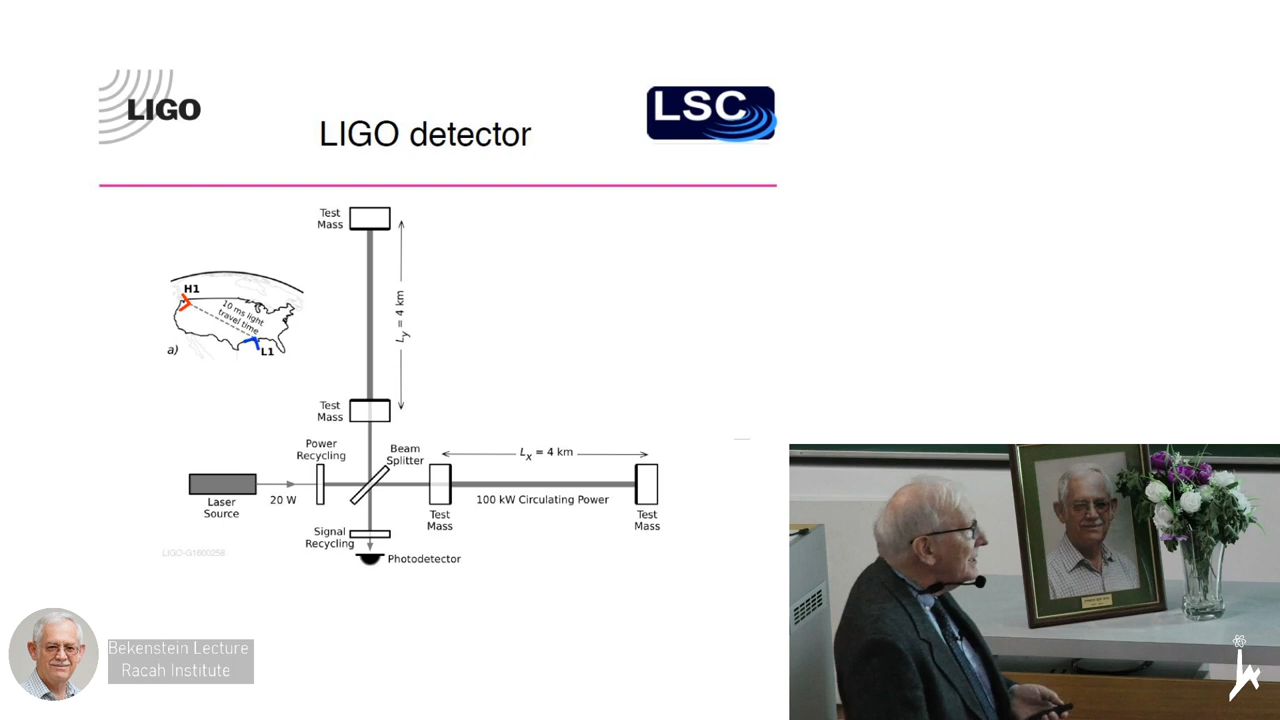 LIGO
LSC
LIGO detector
Test
Mass
H1
10 ms light
travel time
L1
a)
Ly = 4 km
Test
Mass
Power
Recycling
Beam
Splitter
Lx = 4 km
Laser
Source
20 W
100 kW Circulating Power
Test
Mass
Test
Mass
Signal
Recycling
Photodetector
LIGO-G1600258
Bekenstein Lecture
Racah Institute